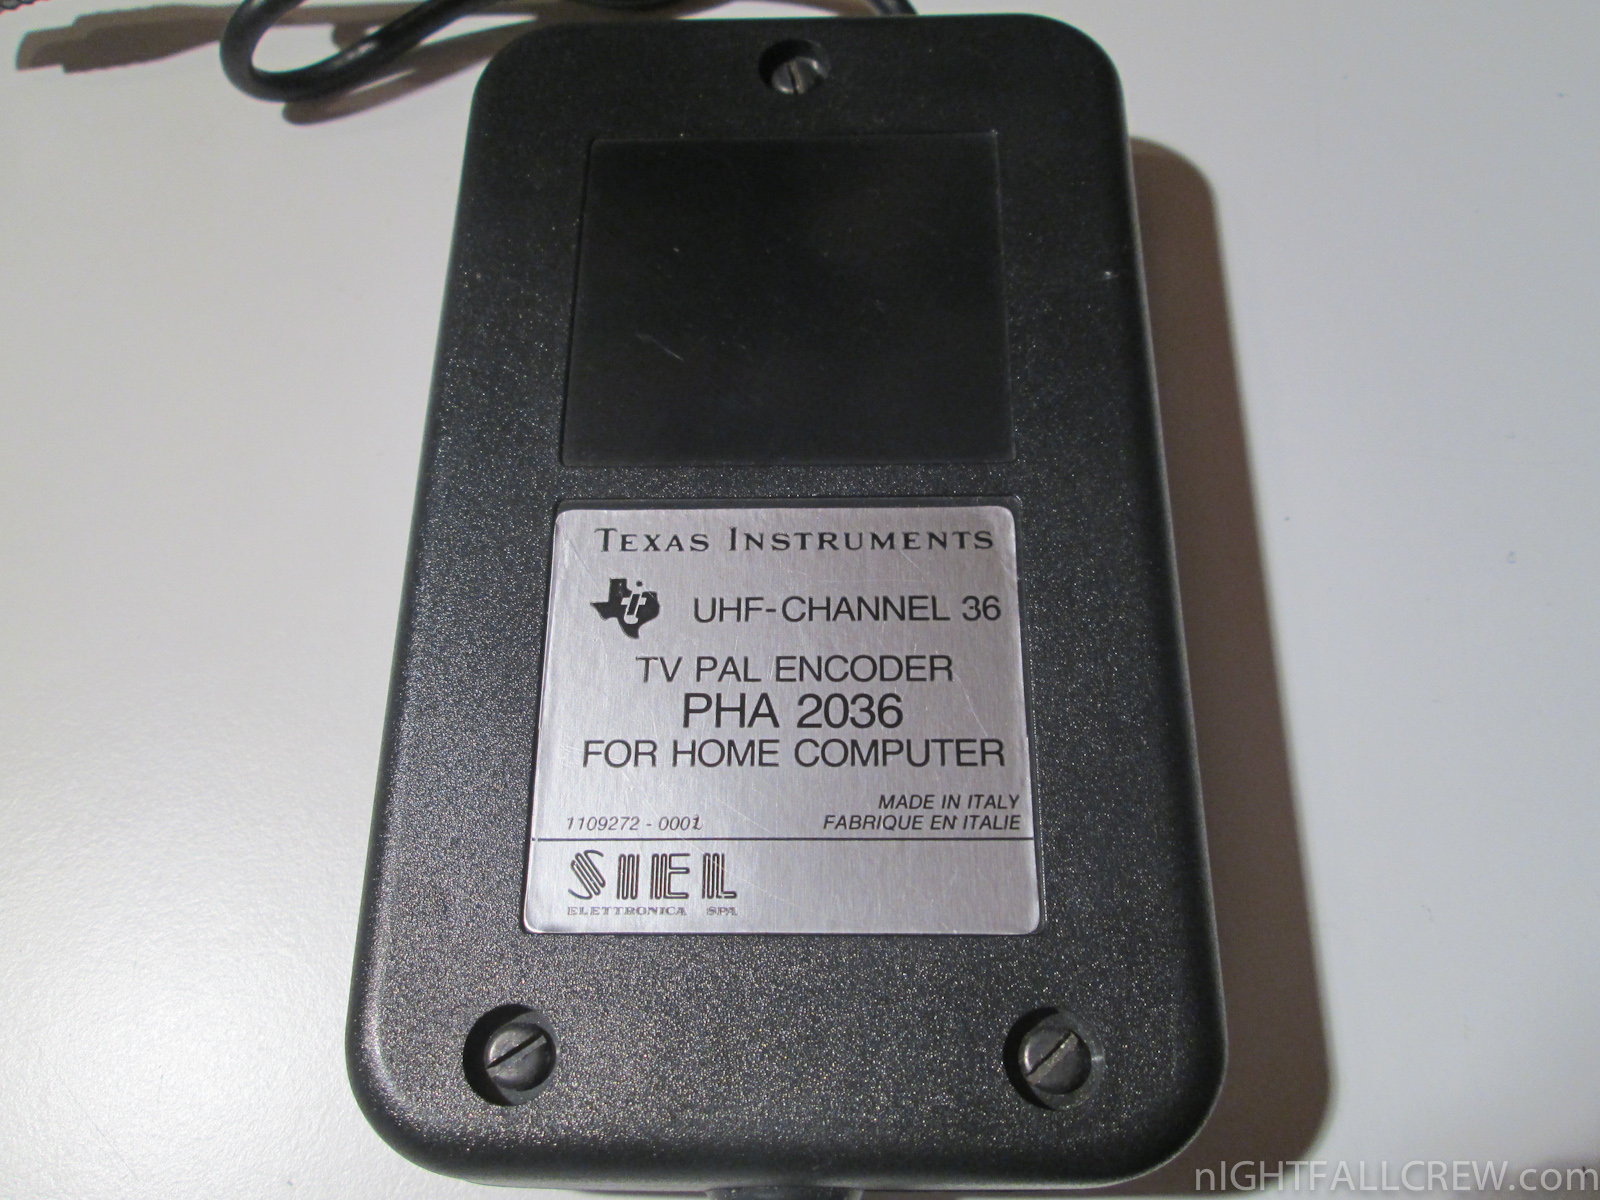 TEXAS INSTRUMENTS
UHF-CHANNEL 36
TV PAL ENCODER
PHA 2036
FOR HOME COMPUTER
MADE IN ITALY
1109272 - 0001 FABRIQUE EN ITALIE
SIEL
ELETTRONICA SPA
nIGHTFALLCREW.com